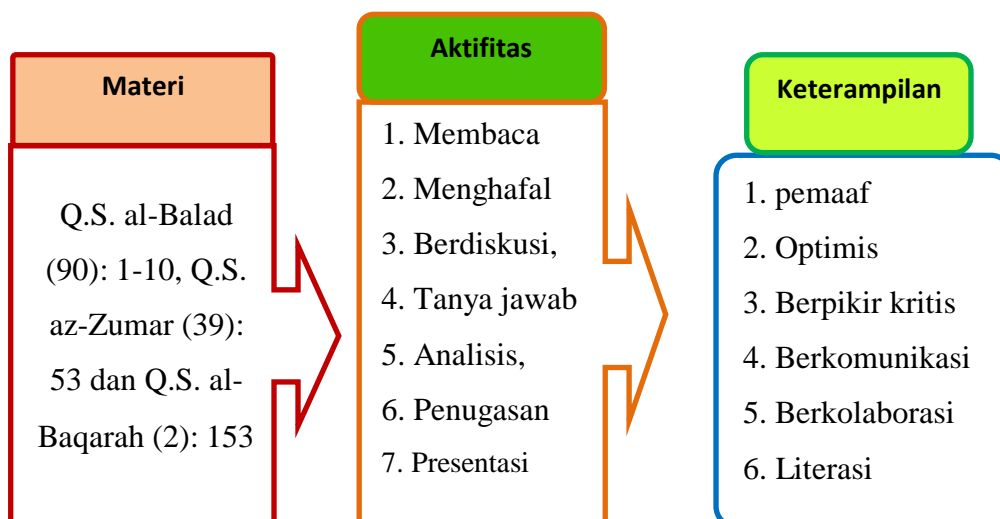 Materi
Q.S. al-Balad
(90): 1-10, Q.S.
az-Zumar (39):
53 dan Q.S. al-
Baqarah (2): 153
Aktifitas
1. Membaca
2. Menghafal
3. Berdiskusi,
4. Tanya jawab
5. Analisis,
6. Penugasan
7. Presentasi
Keterampilan
1. pemaaf
2. Optimis
3. Berpikir kritis
4. Berkomunikasi
5. Berkolaborasi
6. Literasi